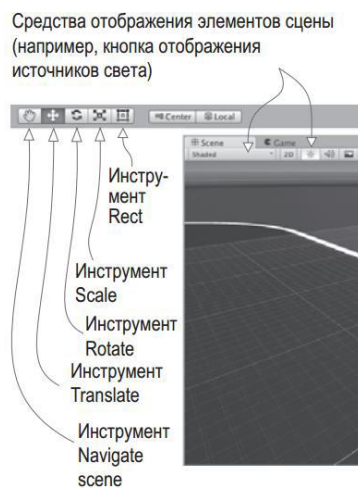 Средства отображения элементов сцены
(например, кнопка отображения
источников света)
Center Local
Scene Game
Shaded 2D
Инстру-
мент
Rect
Инструмент
Scale
Инструмент
Rotate
Инструмент
Translate
Инструмент
Navigate
scene